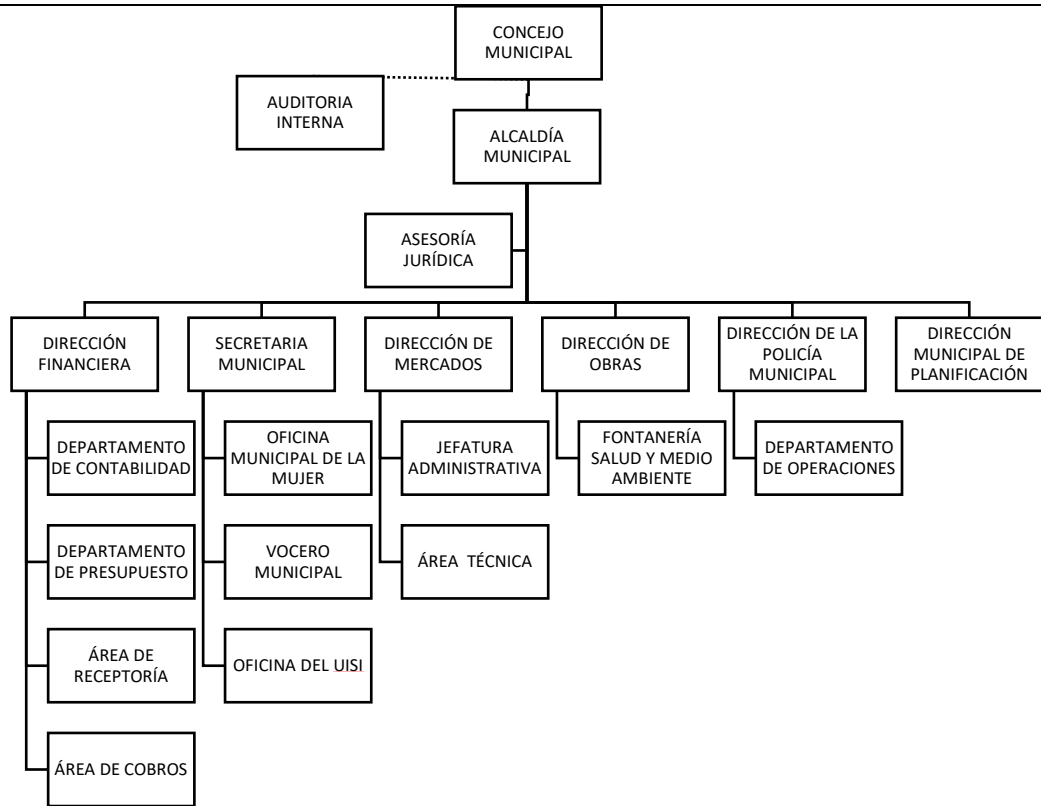 CONCEJO
MUNICIPAL
AUDITORIA
INTERNA
ALCALDÍA
MUNICIPAL
ASESORÍA
JURÍDICA
DIRECCIÓN
FINANCIERA
SECRETARIA
MUNICIPAL
DIRECCIÓN DE
MERCADOS
DIRECCIÓN DE
OBRAS
DIRECCIÓN DE LA
POLICÍA
MUNICIPAL
DIRECCIÓN
MUNICIPAL DE
PLANIFICACIÓN
DEPARTAMENTO
DE CONTABILIDAD
OFICINA
MUNICIPAL DE LA
MUJER
JEFATURA
ADMINISTRATIVA
FONTANERÍA
SALUD Y MEDIO
AMBIENTE
DEPARTAMENTO
DE OPERACIONES
DEPARTAMENTO
DE PRESUPUESTO
VOCERO
MUNICIPAL
ÁREA TÉCNICA
ÁREA DE
RECEPTORÍA
OFICINA DEL UISI
ÁREA DE COBROS